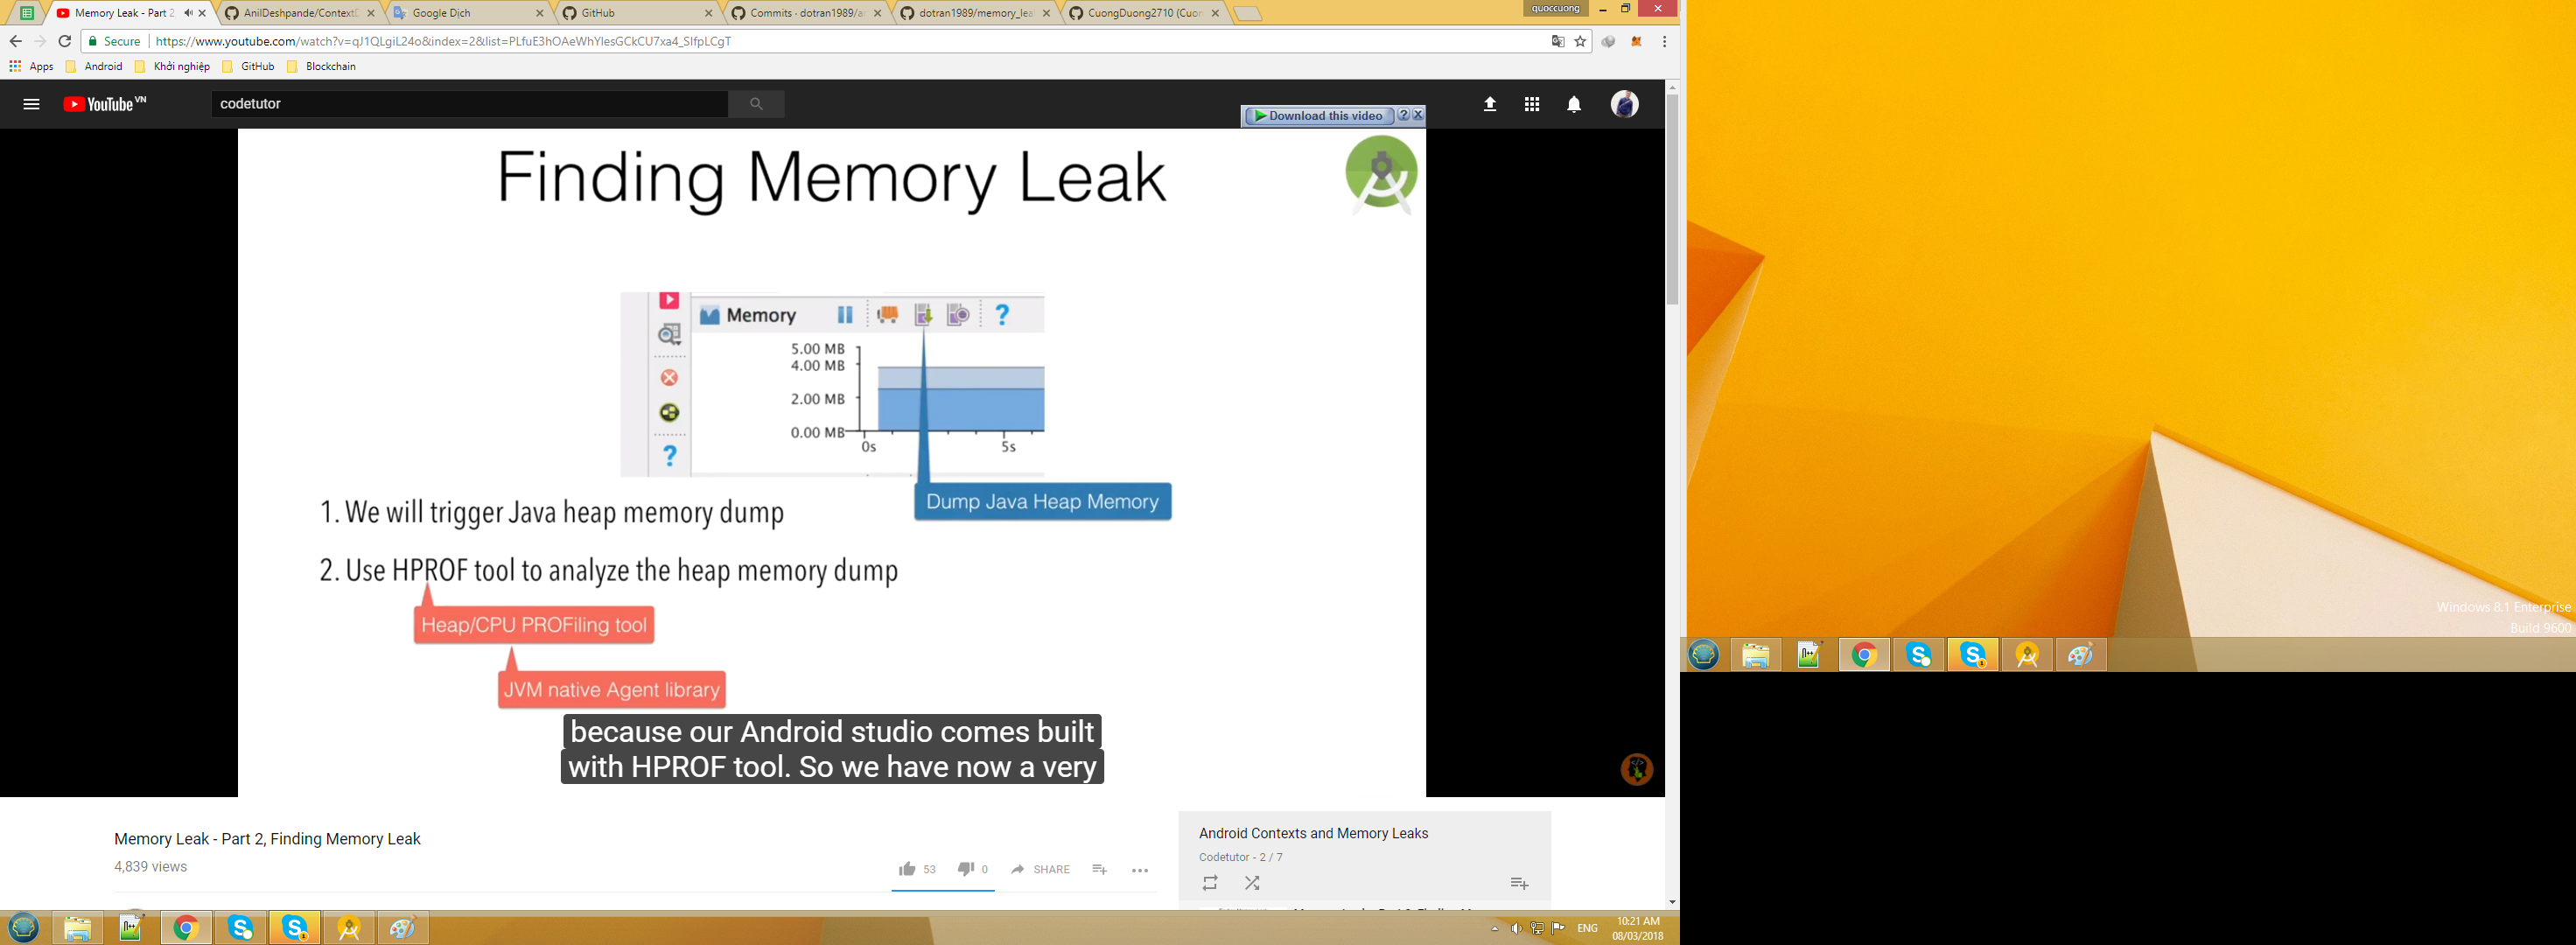 Memory Leak - Part 2
AnilDeshpande/Context
Google Dịch
GitHub
Commits · dotran1989/a
dotran1989/memory_lea
CuongDuong2710 (Cuo
quoccuong
Secure
https://www.youtube.com/watch?v=qJ1QLgiL24o&index=2&list=PLfuE3hOAeWhYlesGCkCU7xa4_SIfpLCgT
Apps
Android
Khởi nghiệp
GitHub
Blockchain
YouTube VN
codetutor
Download this video
?
Finding Memory Leak
Memory
?
5.00 MB
4.00 MB
2.00 MB
0.00 MB
0s
5s
?
Dump Java Heap Memory
1. We will trigger Java heap memory dump
2. Use HPROF tool to analyze the heap memory dump
Heap/CPU PROFiling tool
JVM native Agent library
because our Android studio comes built
with HPROF tool. So we have now a very
Memory Leak - Part 2, Finding Memory Leak
4,839 views
53
0
SHARE
Android Contexts and Memory Leaks
Codetutor - 2 / 7
ENG
10:21 AM
08/03/2018
Windows 8.1 Enterprise
Build 9600